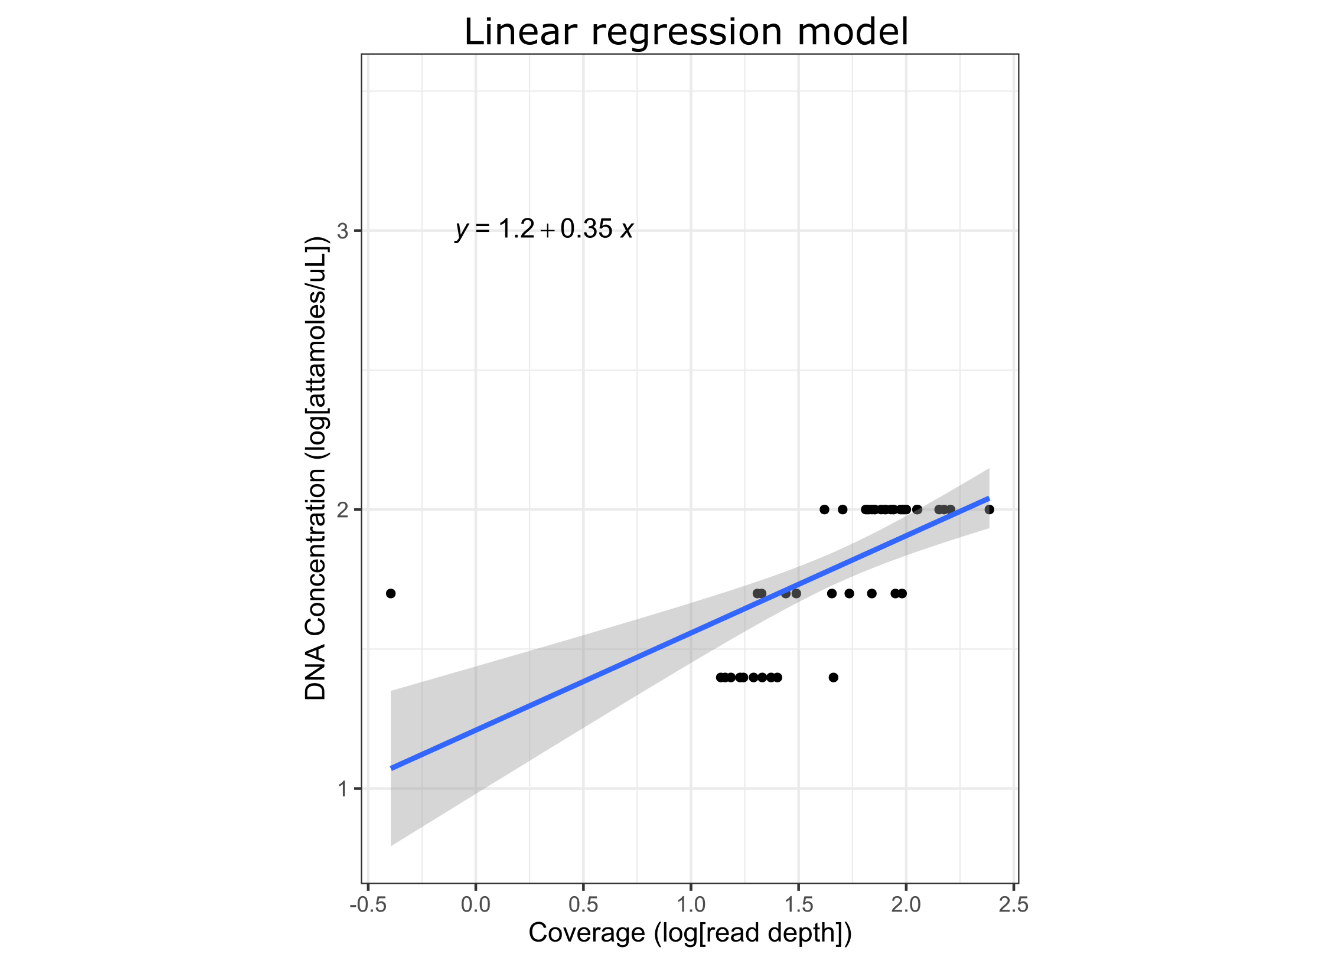 Linear regression model
y = 1.2 + 0.35 x
DNA Concentration (log[attamoles/uL])
3
2
1
-0.5 0.0 0.5 1.0 1.5 2.0 2.5
Coverage (log[read depth])